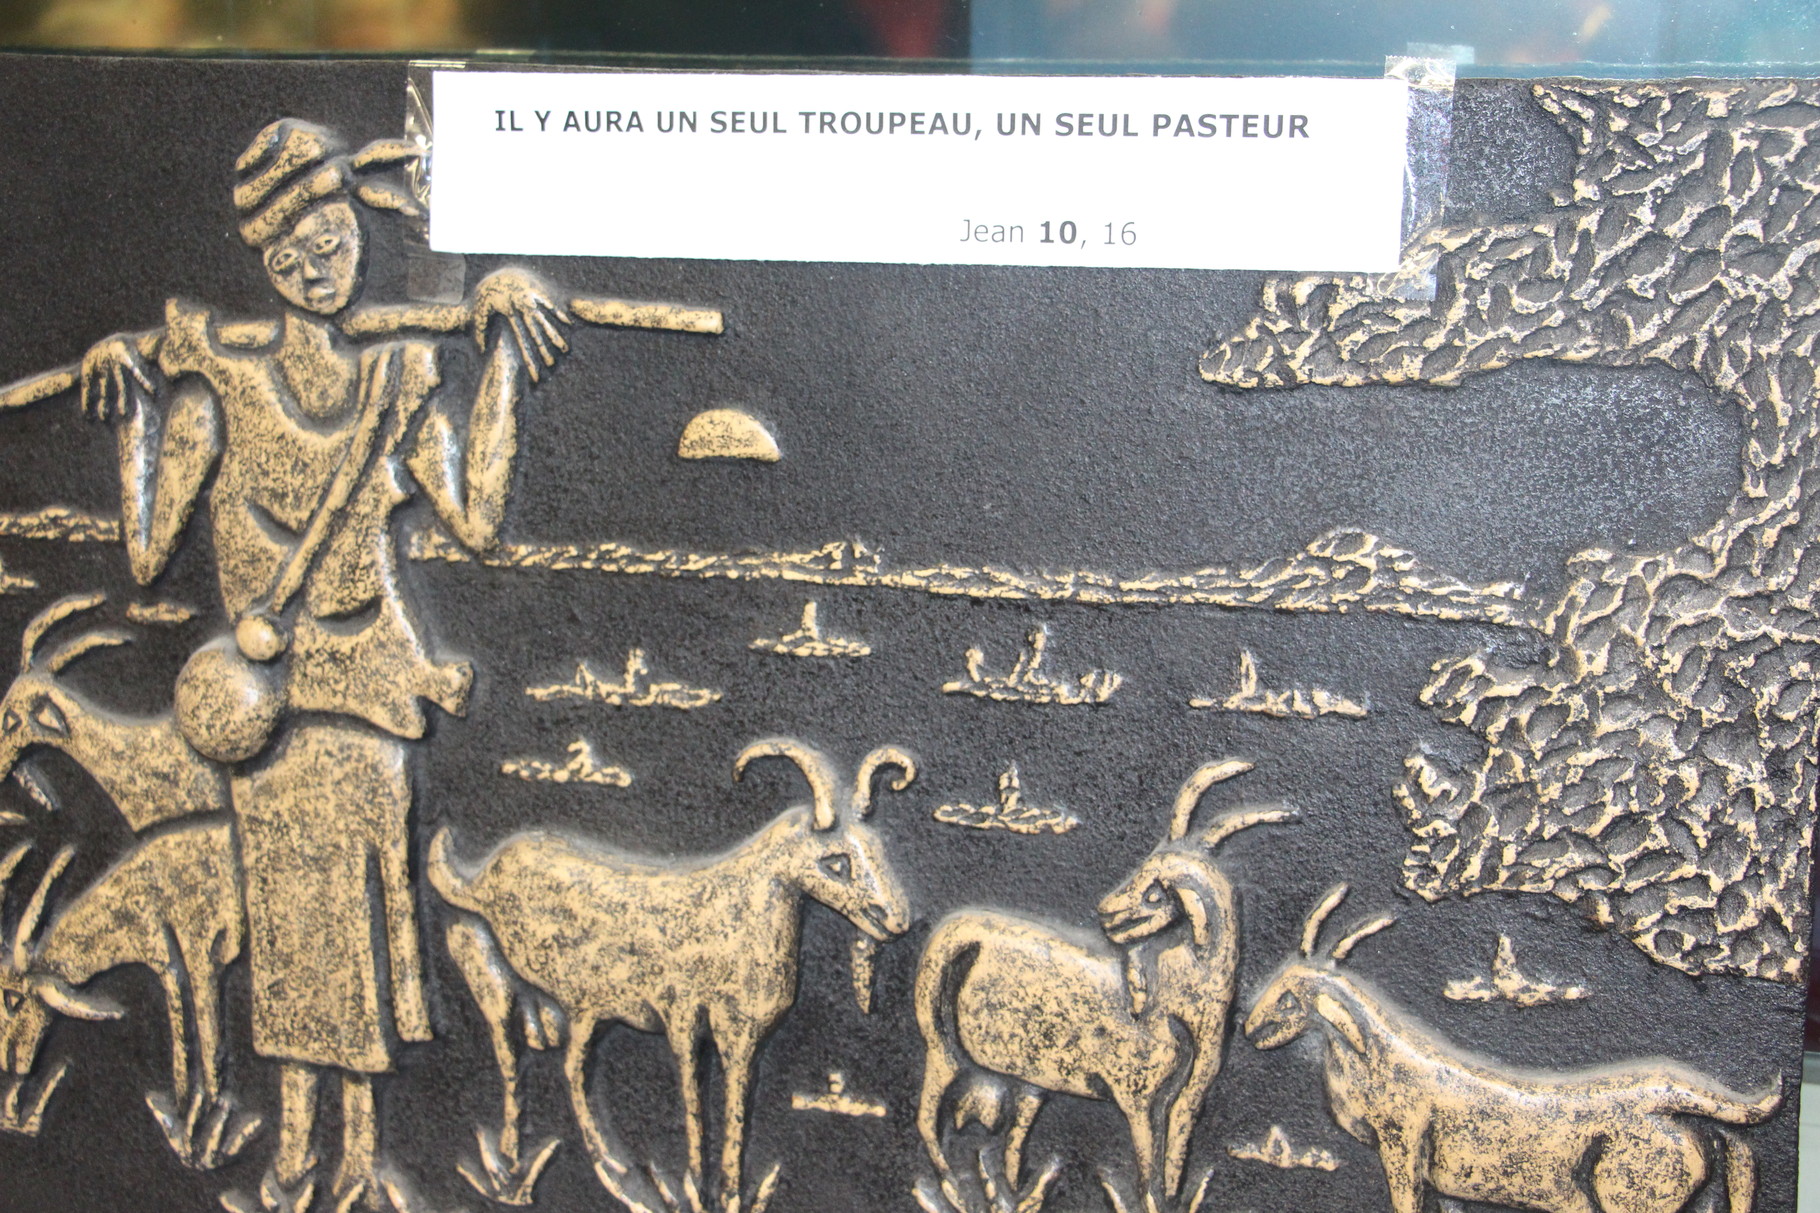 IL Y AURA UN SEUL TROUPEAU, UN SEUL PASTEUR
Jean 10, 16